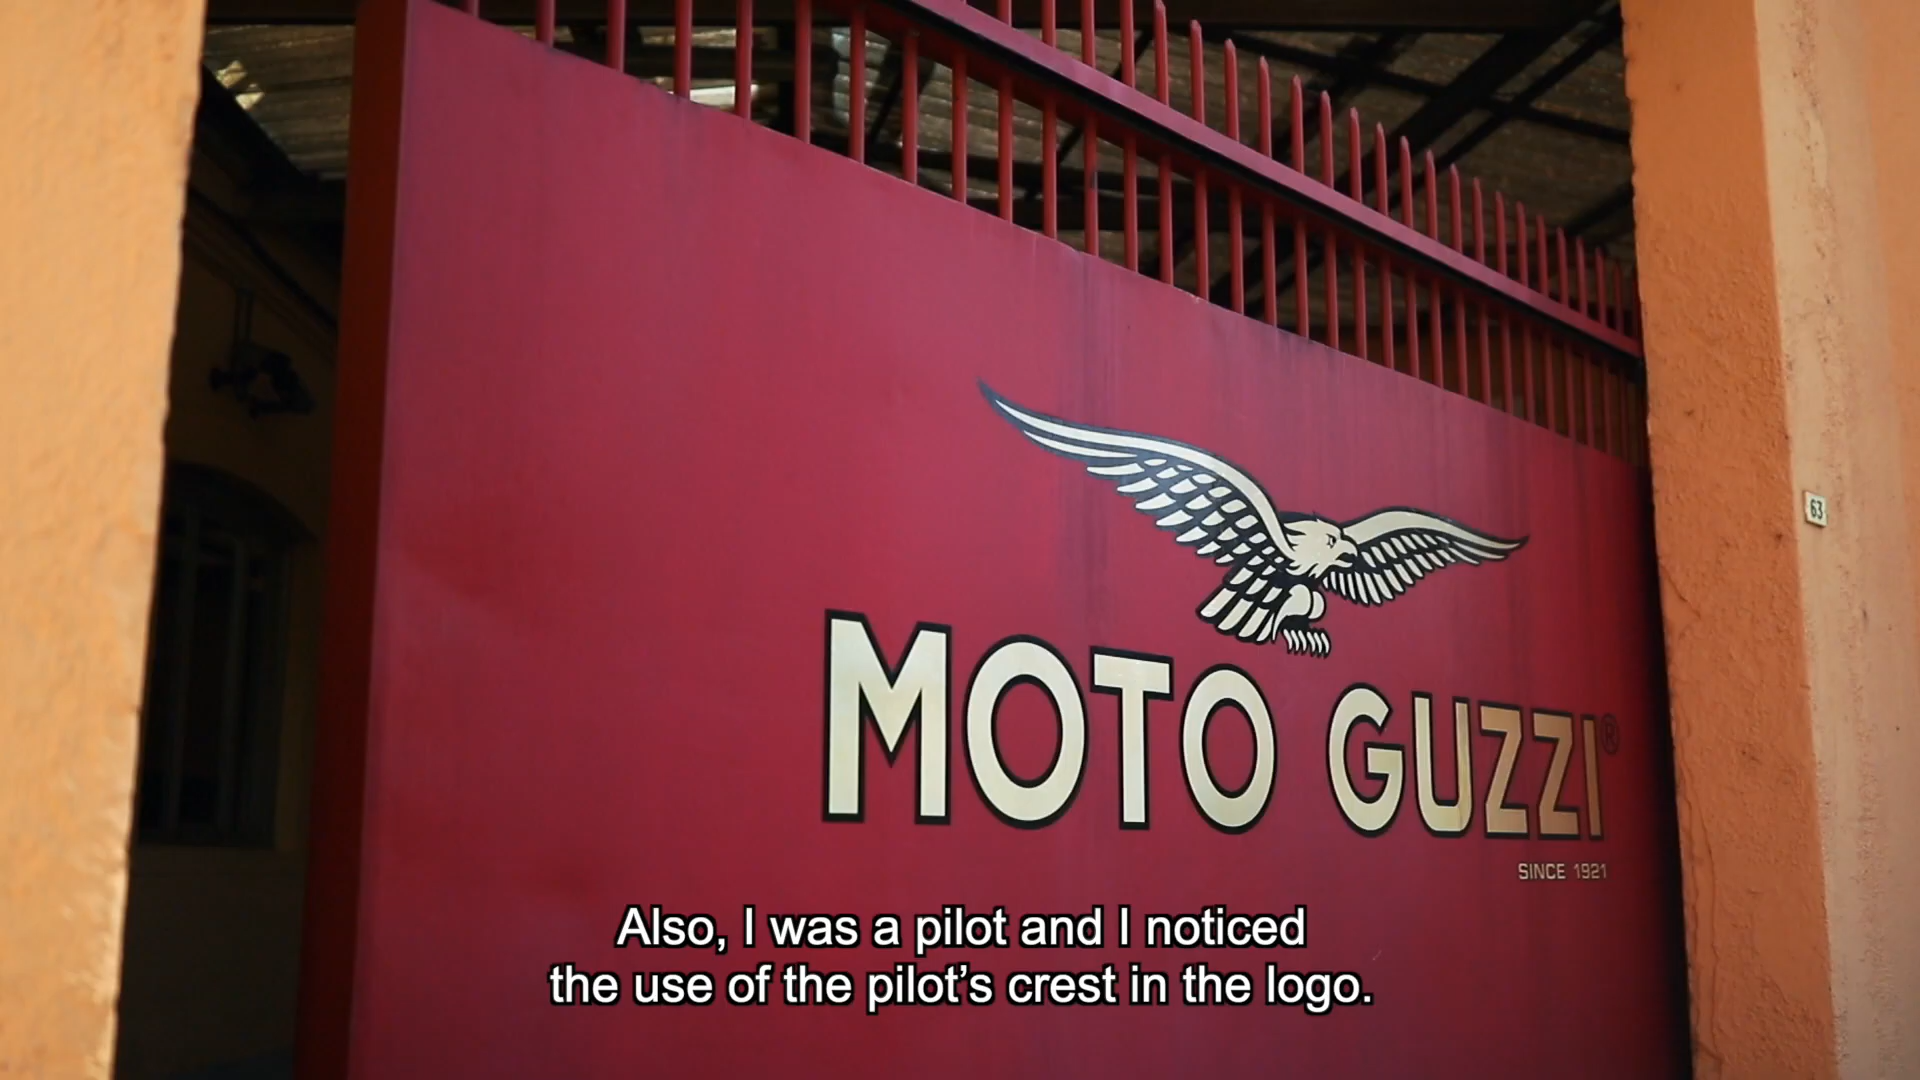 63
MOTO GUZZI®
SINCE 1921
Also, I was a pilot and I noticed
the use of the pilot’s crest in the logo.